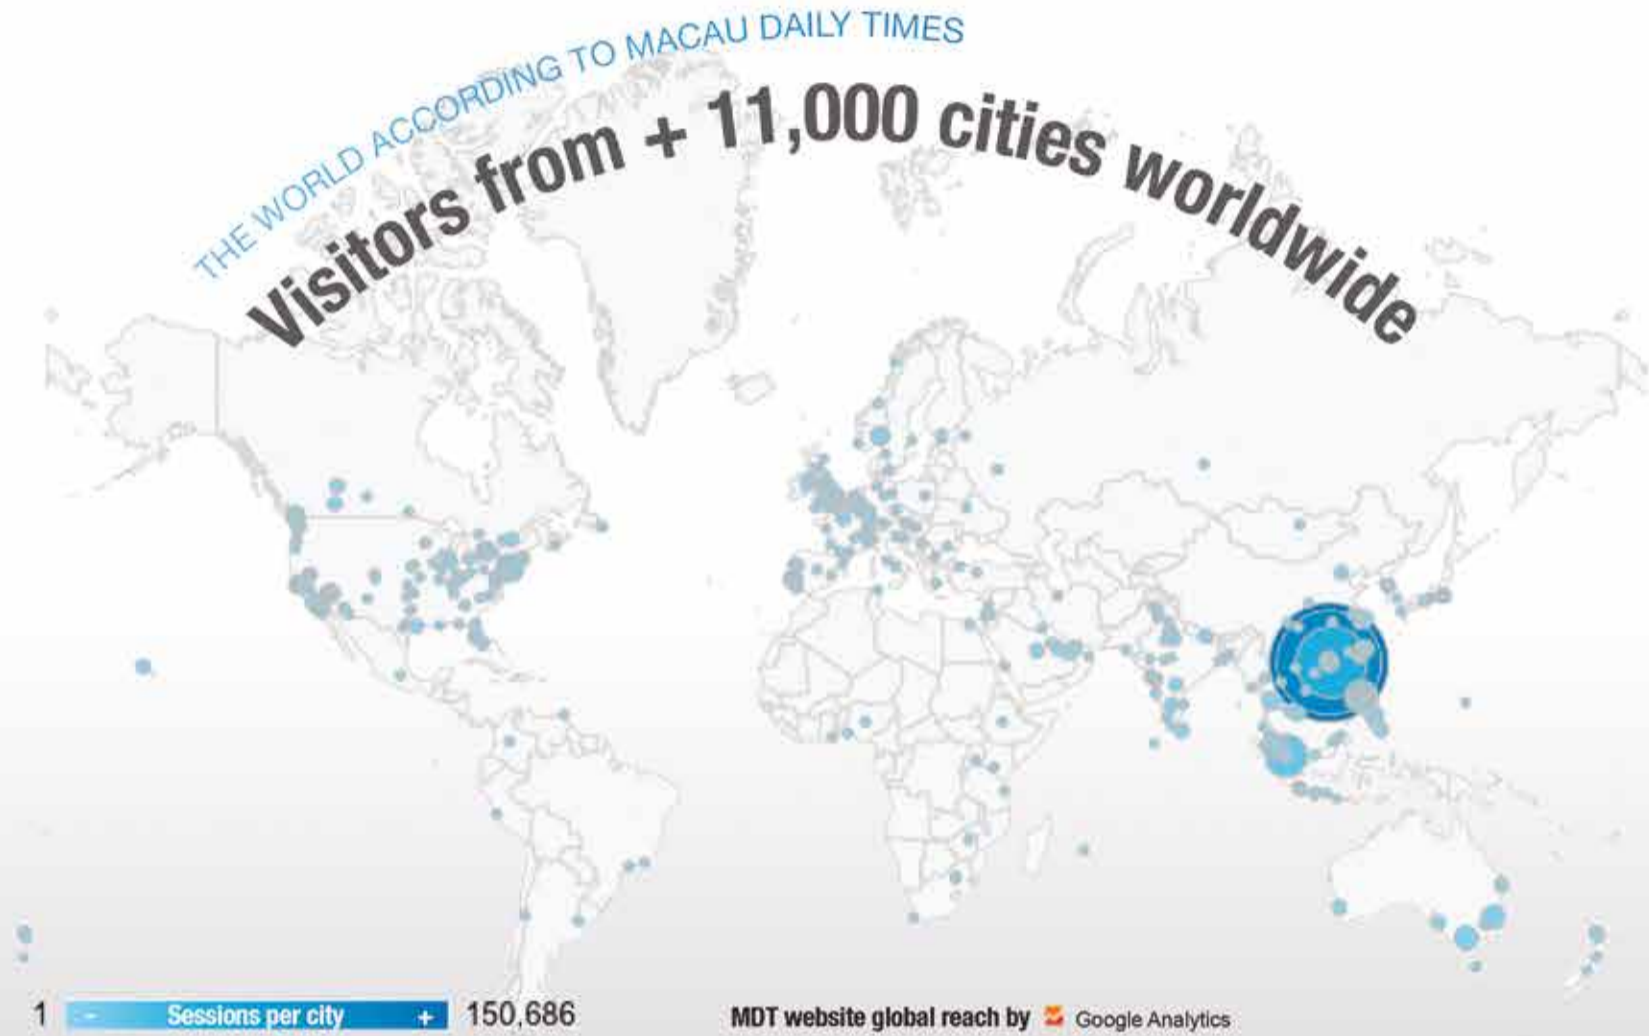 THE WORLD ACCORDING TO MACAU DAILY TIMES
Visitors from + 11,000 cities worldwide
1 - Sessions per city + 150,686
MDT website global reach by Google Analytics